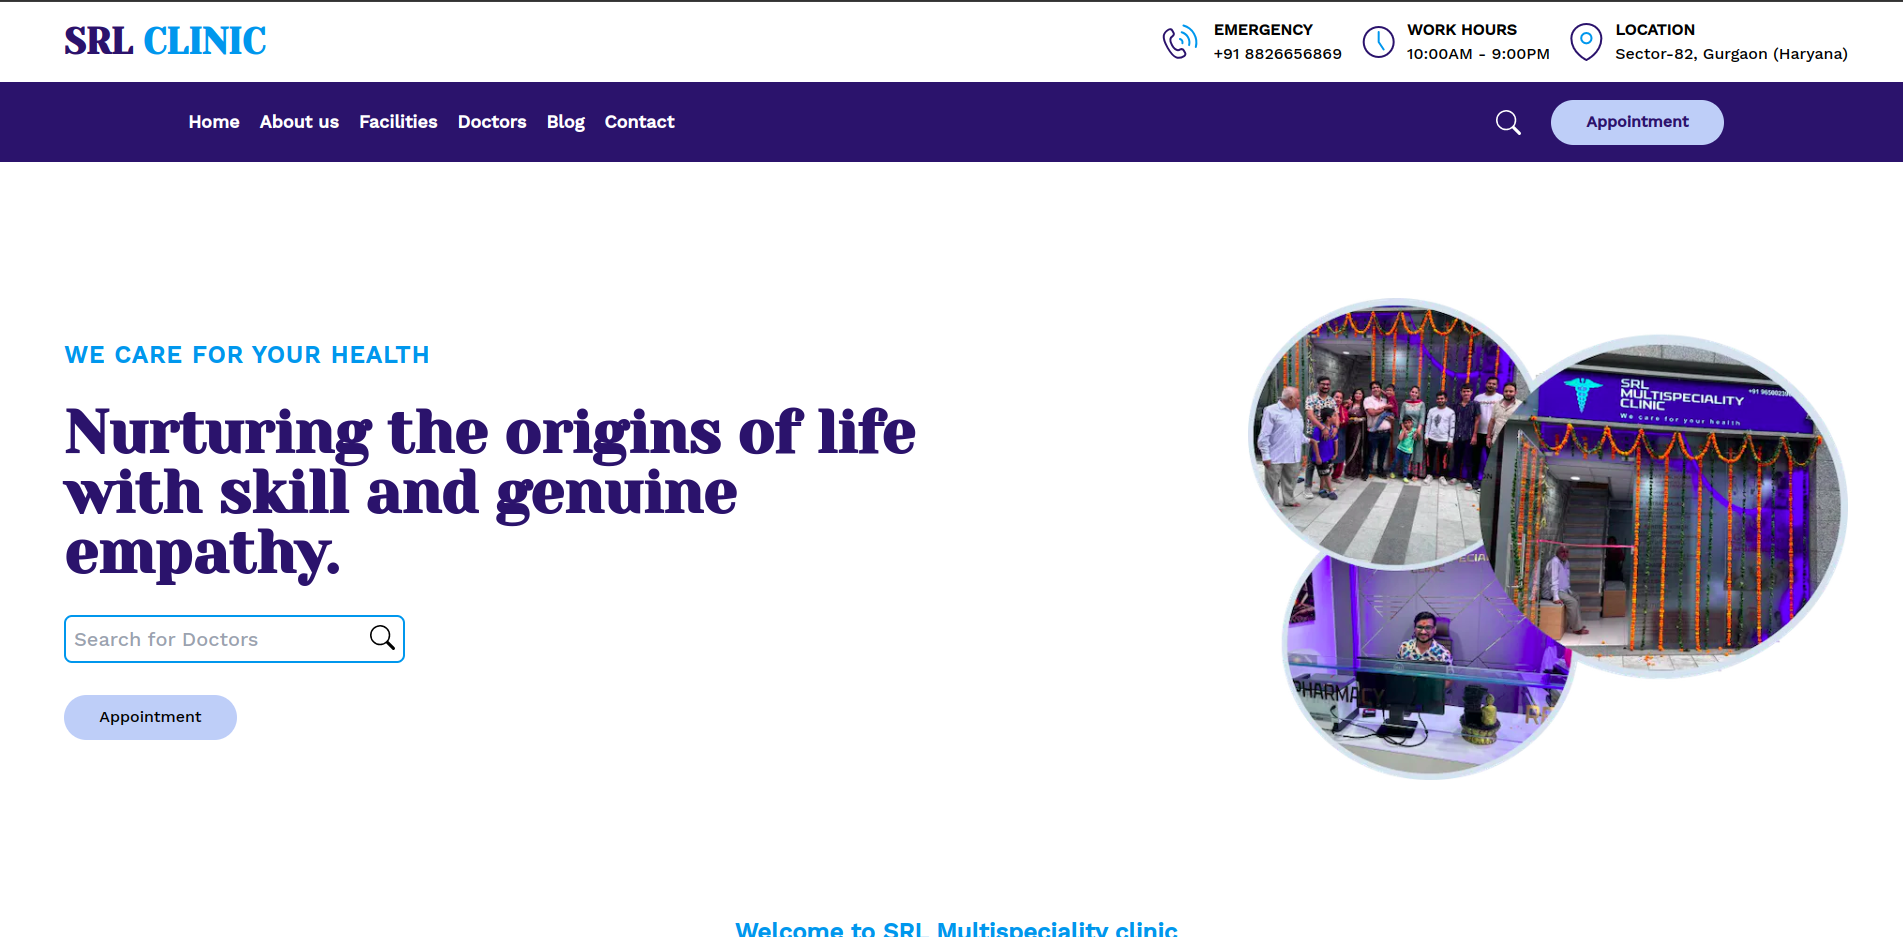 SRL CLINIC
EMERGENCY
+91 8826656869
WORK HOURS
10:00AM - 9:00PM
LOCATION
Sector-82, Gurgaon (Haryana)
Home About us Facilities Doctors Blog Contact
Appointment
WE CARE FOR YOUR HEALTH
Nurturing the origins of life
with skill and genuine
empathy.
Search for Doctors
Appointment
SRL
MULTISPECIALITY
CLINIC
We care for your health
PHARMACY
Welcome to SRL Multispeciality clinic